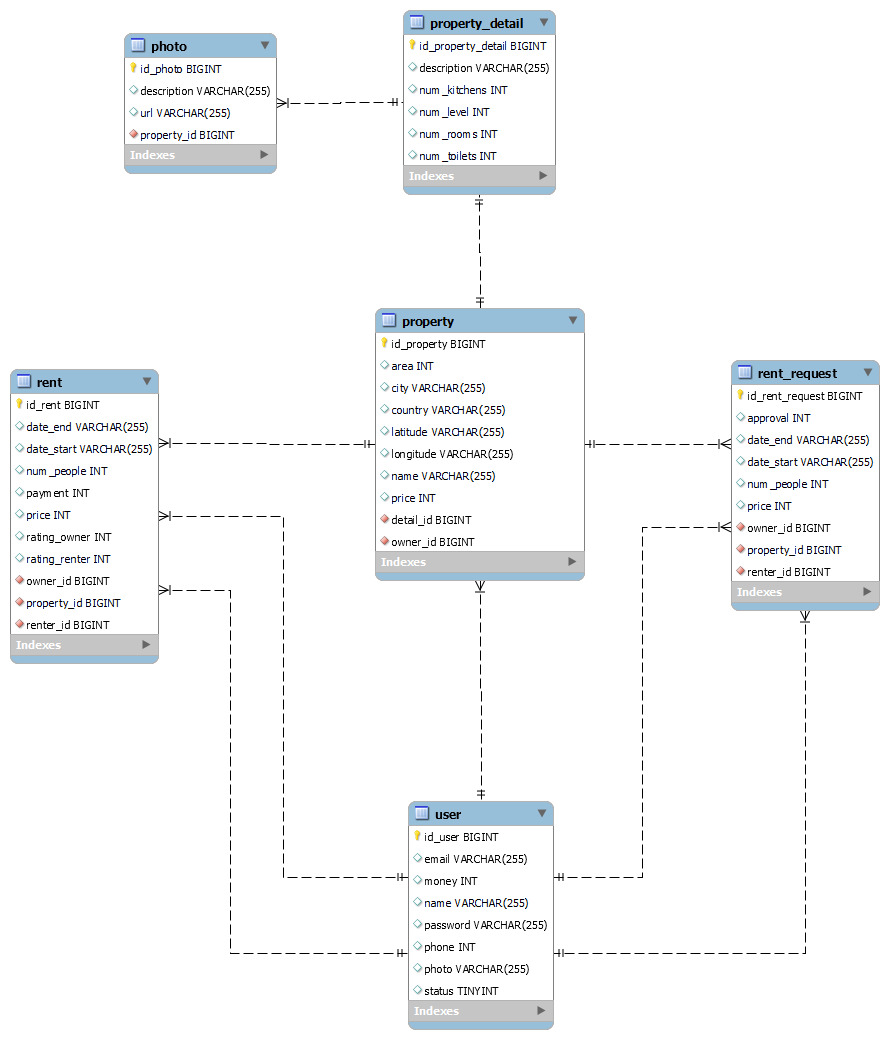 photo
id_photo BIGINT
description VARCHAR(255)
url VARCHAR(255)
property_id BIGINT
Indexes
property_detail
id_property_detail BIGINT
description VARCHAR(255)
num_kitchens INT
num_level INT
num_rooms INT
num_toilets INT
Indexes
property
id_property BIGINT
area INT
city VARCHAR(255)
country VARCHAR(255)
latitude VARCHAR(255)
longitude VARCHAR(255)
name VARCHAR(255)
price INT
detail_id BIGINT
owner_id BIGINT
Indexes
rent
id_rent BIGINT
date_end VARCHAR(255)
date_start VARCHAR(255)
num_people INT
payment INT
price INT
rating_owner INT
rating_renter INT
owner_id BIGINT
property_id BIGINT
renter_id BIGINT
Indexes
rent_request
id_rent_request BIGINT
approval INT
date_end VARCHAR(255)
date_start VARCHAR(255)
num_people INT
price INT
owner_id BIGINT
property_id BIGINT
renter_id BIGINT
Indexes
user
id_user BIGINT
email VARCHAR(255)
money INT
name VARCHAR(255)
password VARCHAR(255)
phone INT
photo VARCHAR(255)
status TINYINT
Indexes